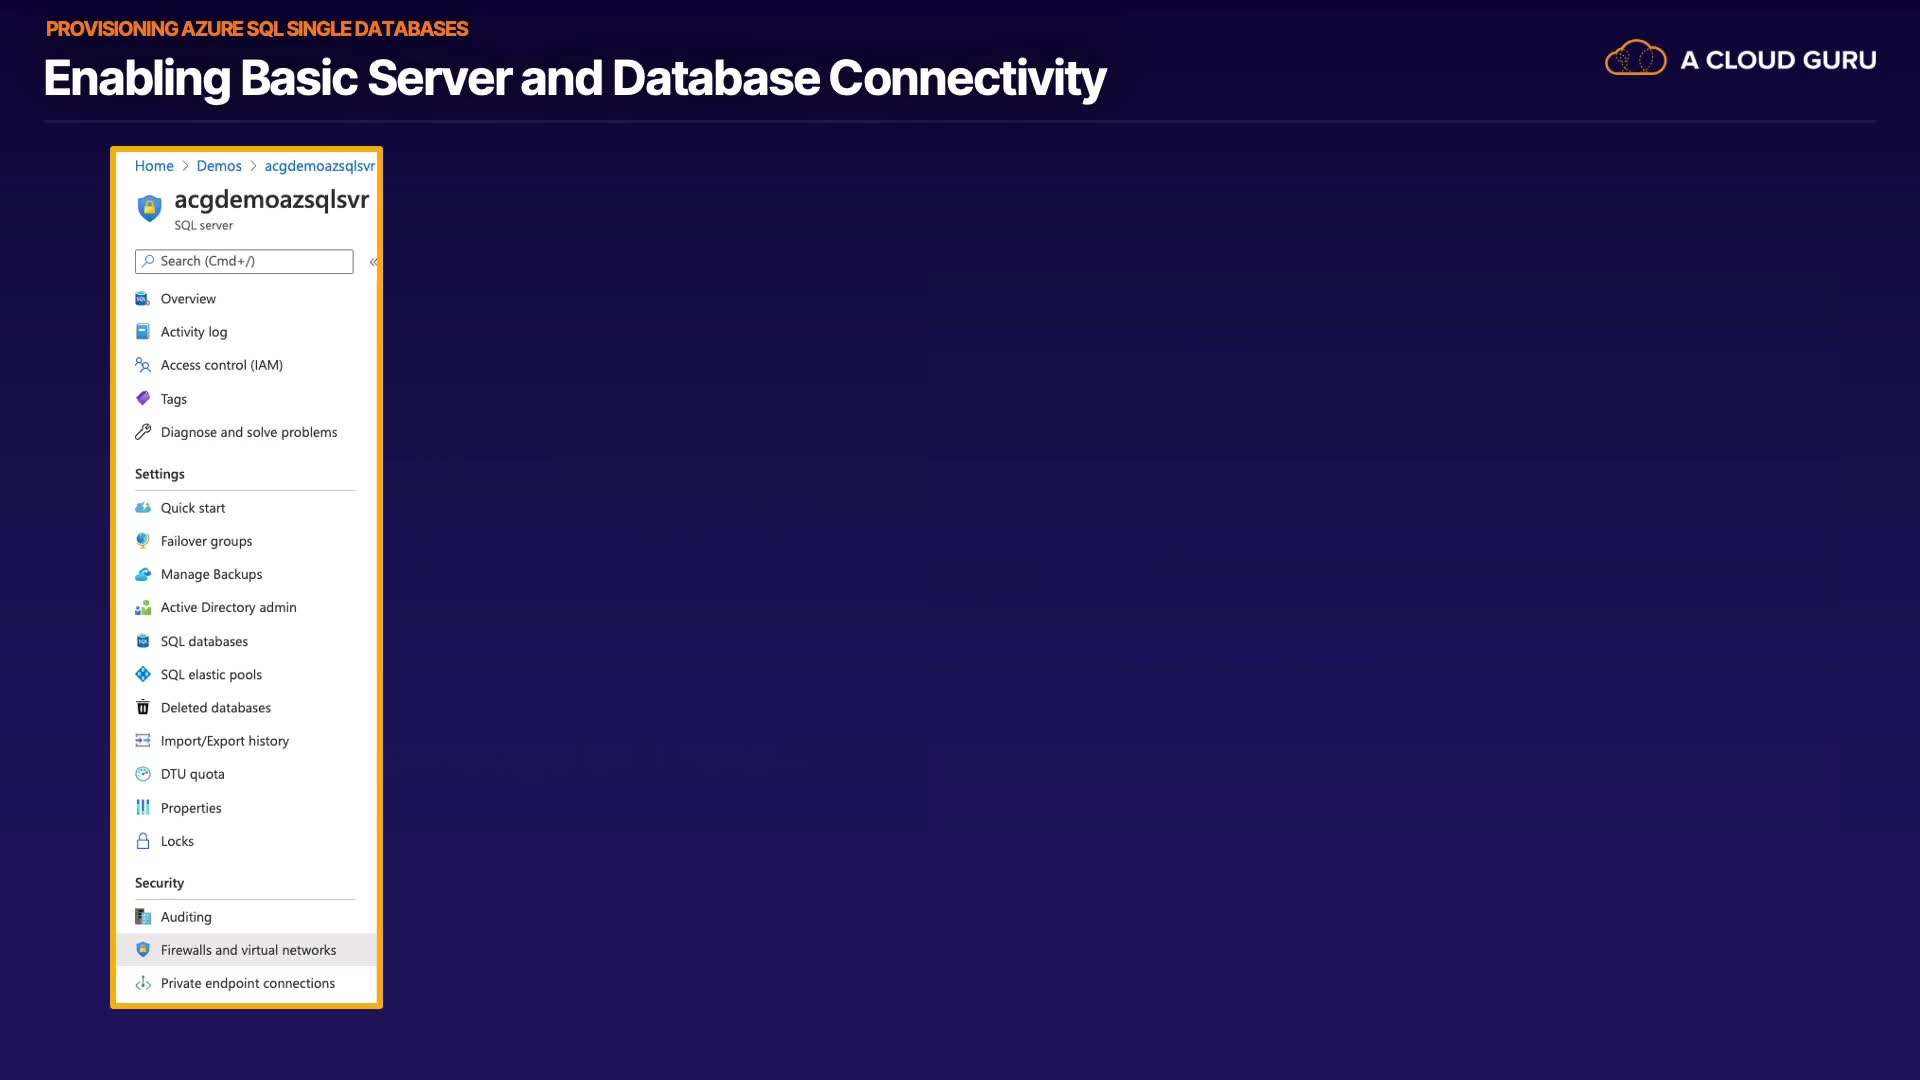 PROVISIONING AZURE SQL SINGLE DATABASES
Enabling Basic Server and Database Connectivity
A CLOUD GURU
Home > Demos > acgdemoazsqlsvr
acgdemoazsqlsvr
SQL server
Search (Cmd+/)
Overview
Activity log
Access control (IAM)
Tags
Diagnose and solve problems
Settings
Quick start
Failover groups
Manage Backups
Active Directory admin
SQL databases
SQL elastic pools
Deleted databases
Import/Export history
DTU quota
Properties
Locks
Security
Auditing
Firewalls and virtual networks
Private endpoint connections